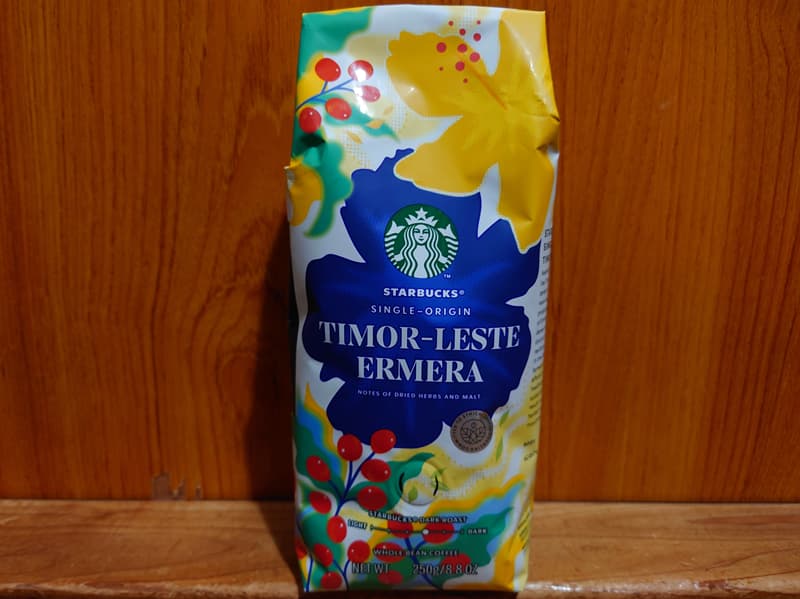 STARBUCKS®
SINGLE-ORIGIN
TIMOR-LESTE
ERMERA
NOTES OF DRIED HERBS AND MALT
STARBUCKS® DARK ROAST
LIGHT DARK
WHOLE BEAN COFFEE
NET WT 250g/8.8 OZ